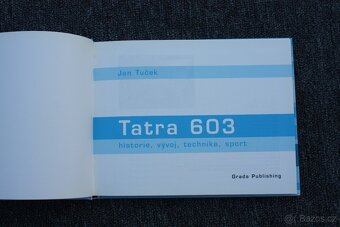 Jan Tuček
Tatra 603
historie, vývoj, technika, sport
Grada Publishing
Bazos.cz